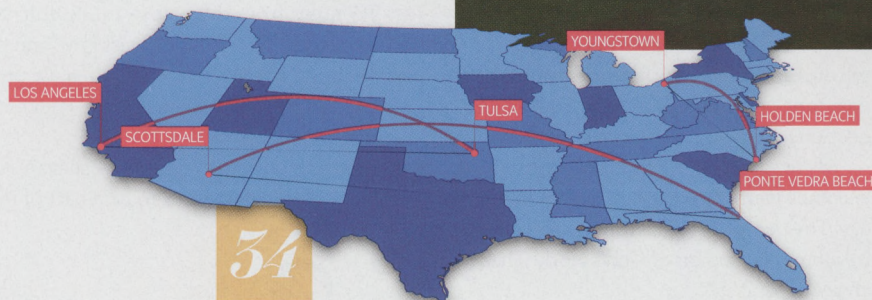 YOUNGSTOWN
LOS ANGELES
TULSA
HOLDEN BEACH
SCOTTSDALE
PONTE VEDRA BEACH
34